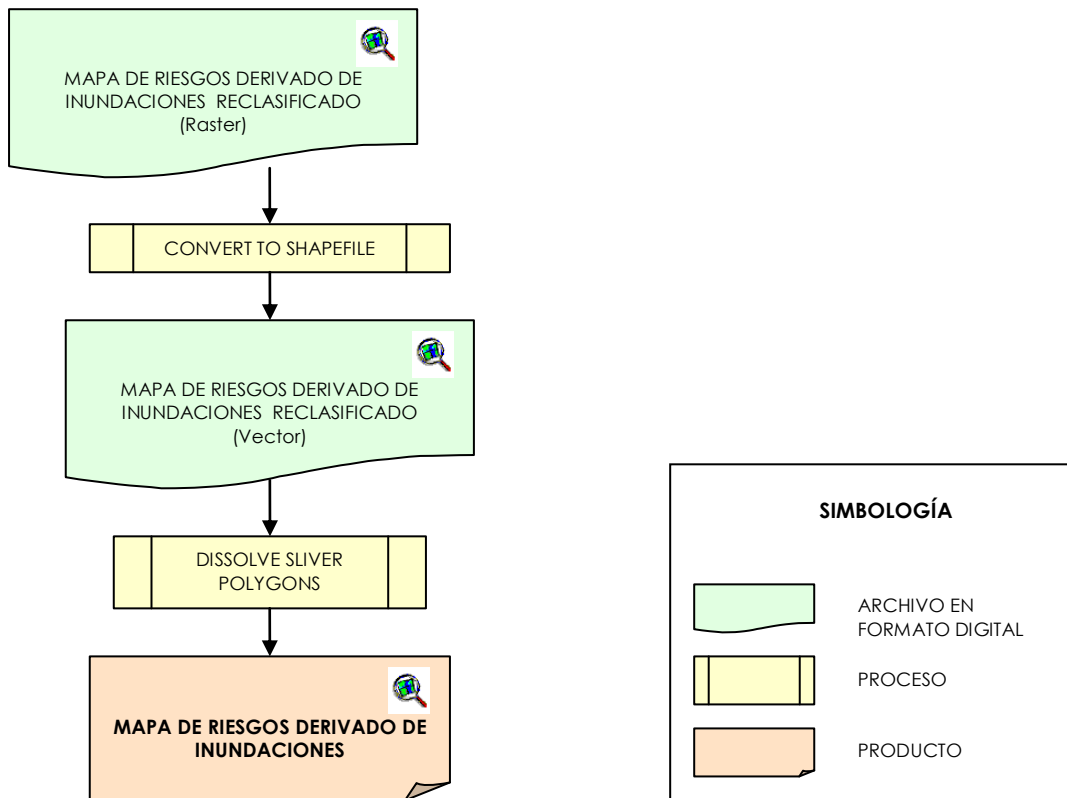 MAPA DE RIESGOS DERIVADO DE
INUNDACIONES RECLASIFICADO
(Raster)
CONVERT TO SHAPEFILE
MAPA DE RIESGOS DERIVADO DE
INUNDACIONES RECLASIFICADO
(Vector)
DISSOLVE SLIVER
POLYGONS
MAPA DE RIESGOS DERIVADO DE
INUNDACIONES
SIMBOLOGÍA
ARCHIVO EN
FORMATO DIGITAL
PROCESO
PRODUCTO